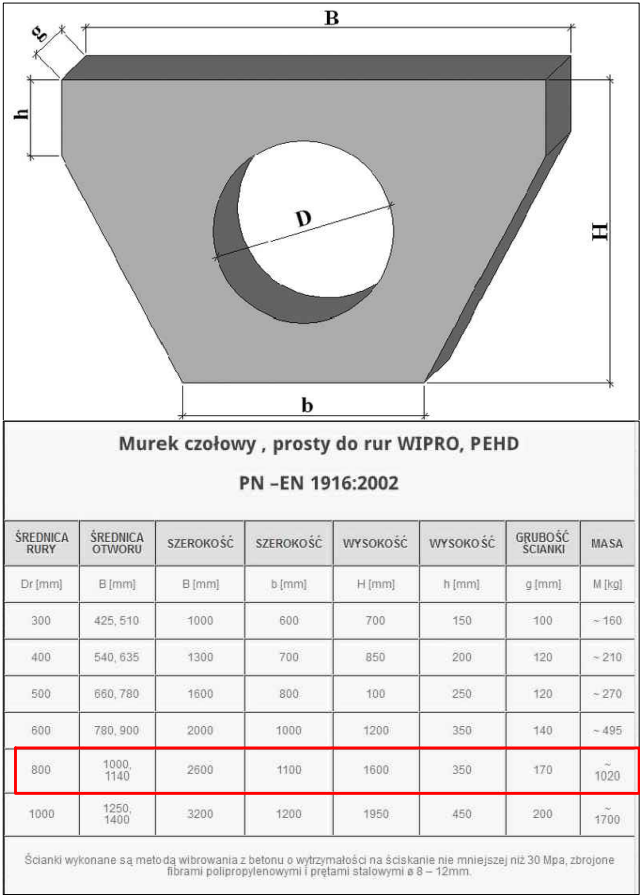 B
g
h
D
H
b
Murek czołowy , prosty do rur WIPRO, PEHD
PN –EN 1916:2002
ŚREDNICA RURY ŚREDNICA OTWORU SZEROKOŚĆ SZEROKOŚĆ WYSOKOŚĆ WYSOKOŚĆ GRUBOŚĆ ŚCIANKI MASA
Dr [mm] B [mm] B [mm] b [mm] H [mm] h [mm] g [mm] M [kg]
300 425, 510 1000 600 700 150 100 ~ 160
400 540, 635 1300 700 850 200 120 ~ 210
500 660, 780 1600 800 100 250 120 ~ 270
600 780, 900 2000 1000 1200 350 140 ~ 495
800 1000, 1140 2600 1100 1600 350 170 ~ 1020
1000 1250, 1400 3200 1200 1950 450 200 ~ 1700
Ścianki wykonane są metodą wibrowania z betonu o wytrzymałości na ściskanie nie mniejszej niż 30 Mpa, zbrojone
fibrami polipropylenowymi i prętami stalowymi ø 8 – 12mm.